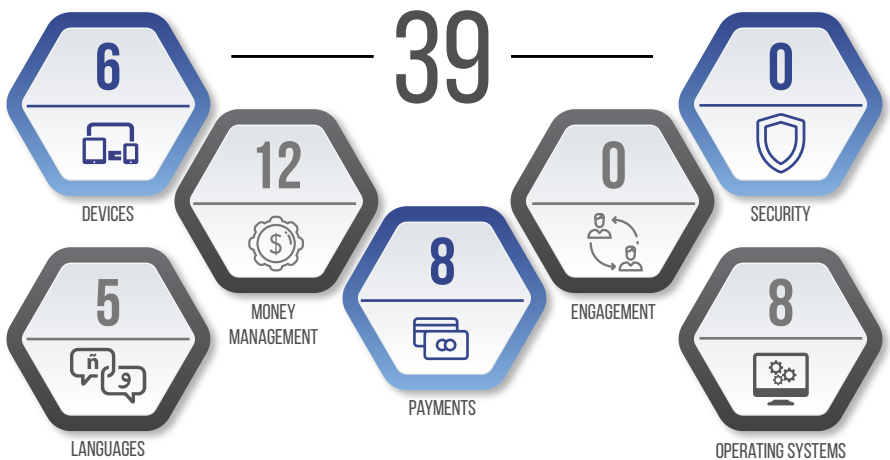 39
6
DEVICES
12
MONEY
MANAGEMENT
8
PAYMENTS
0
ENGAGEMENT
0
SECURITY
5
ñ
و
LANGUAGES
8
OPERATING SYSTEMS